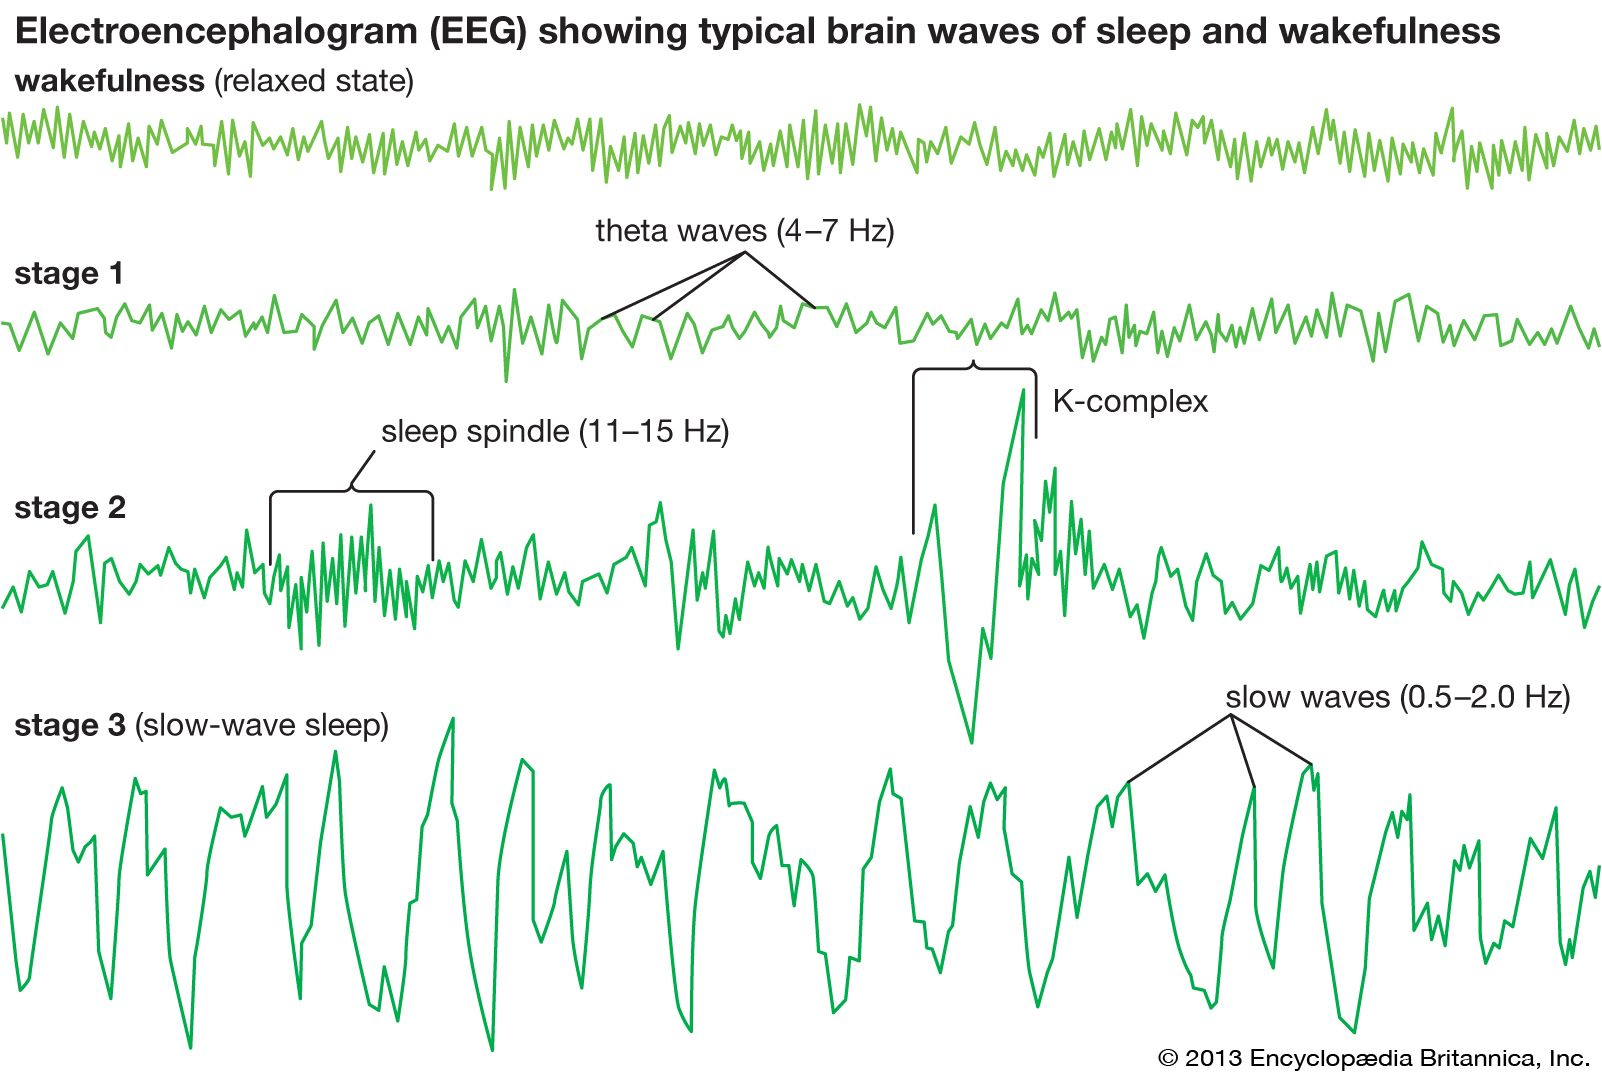 Electroencephalogram (EEG) showing typical brain waves of sleep and wakefulness
wakefulness (relaxed state)
theta waves (4–7 Hz)
stage 1
K-complex
sleep spindle (11–15 Hz)
stage 2
slow waves (0.5–2.0 Hz)
stage 3 (slow-wave sleep)
© 2013 Encyclopædia Britannica, Inc.